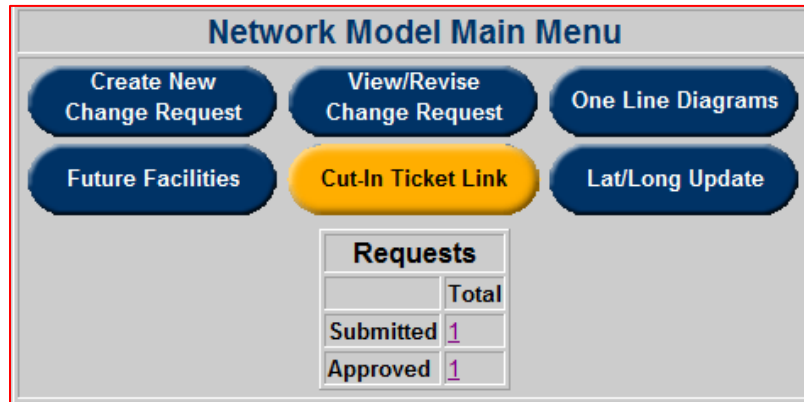 Network Model Main Menu
Create New
Change Request
View/Revise
Change Request
One Line Diagrams
Future Facilities
Cut-In Ticket Link
Lat/Long Update
Requests
Total
Submitted 1
Approved 1